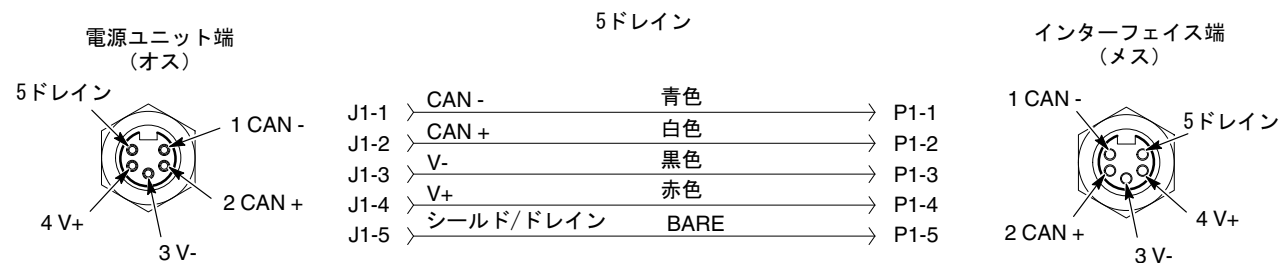 5ドレイン
電源ユニット端
（オス）
5ドレイン
1 CAN -
2 CAN +
3 V-
4 V+
J1-1 CAN - 青色 P1-1
J1-2 CAN + 白色 P1-2
J1-3 V- 黒色 P1-3
J1-4 V+ 赤色 P1-4
J1-5 シールド/ドレイン BARE P1-5
インターフェイス端
（メス）
1 CAN -
5ドレイン
2 CAN +
4 V+
3 V-